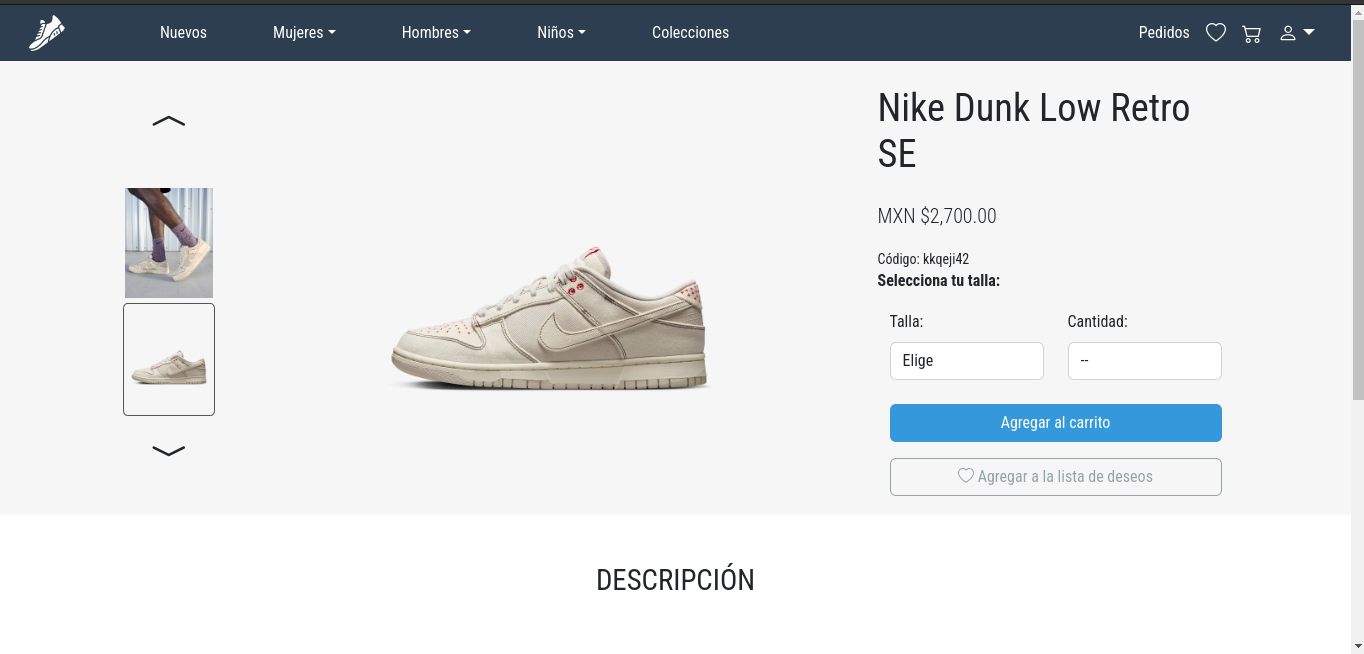 Nuevos
Mujeres
Hombres
Niños
Colecciones
Pedidos
Nike Dunk Low Retro
SE
MXN $2,700.00
Código: kkqeji42
Selecciona tu talla:
Talla:
Cantidad:
Elige
--
Agregar al carrito
Agregar a la lista de deseos
DESCRIPCIÓN